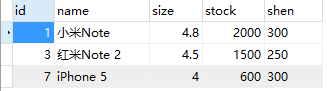 id name size stock shen
1 小米Note 4.8 2000 300
3 红米Note 2 4.5 1500 250
7 iPhone 5 4 600 300